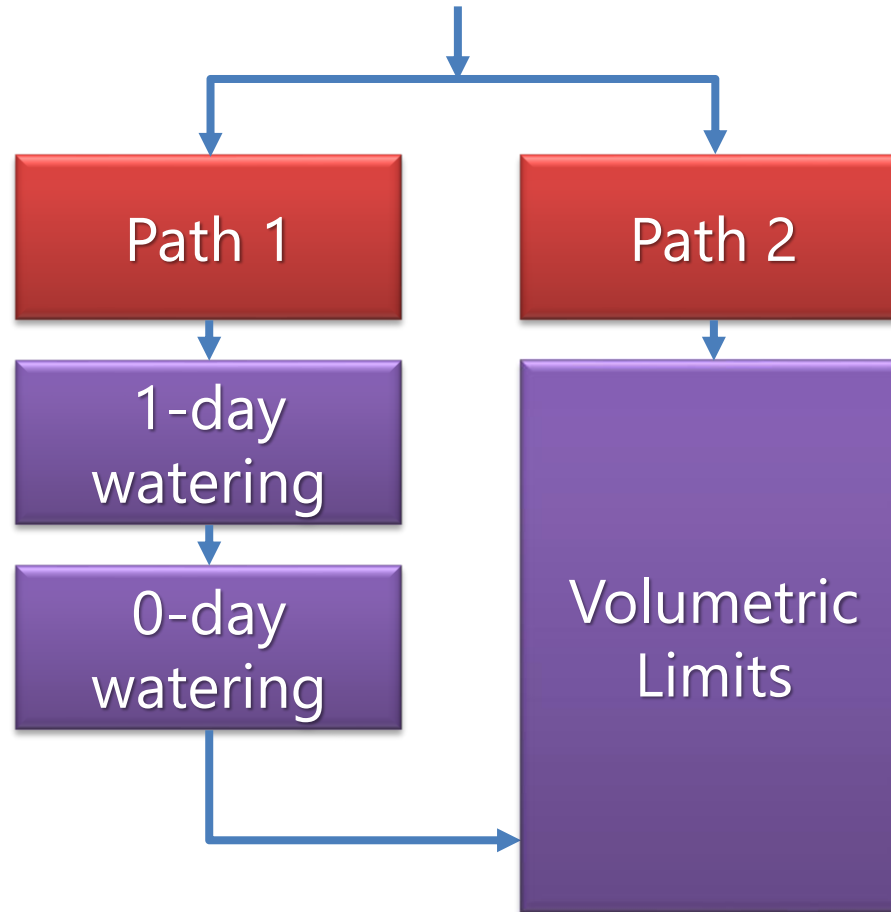 Path 1
Path 2
1-day
watering
0-day
watering
Volumetric
Limits